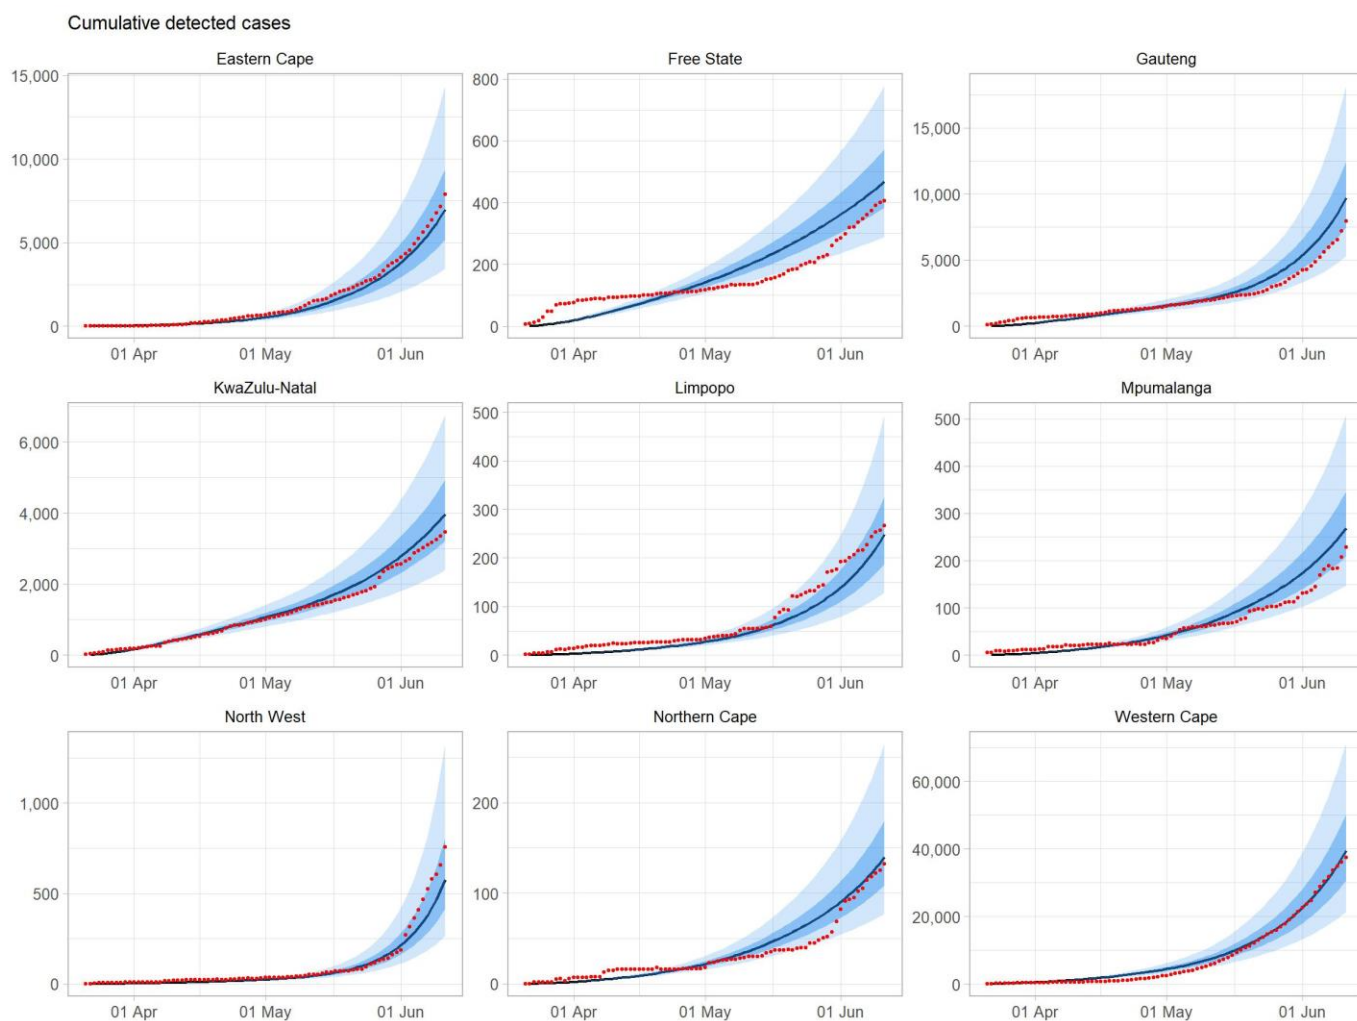 Cumulative detected cases
Eastern Cape
Free State
Gauteng
15,000
10,000
5,000
0
01 Apr
01 May
01 Jun
800
600
400
200
0
01 Apr
01 May
01 Jun
15,000
10,000
5,000
0
01 Apr
01 May
01 Jun
KwaZulu-Natal
Limpopo
Mpumalanga
6,000
4,000
2,000
0
01 Apr
01 May
01 Jun
500
400
300
200
100
0
01 Apr
01 May
01 Jun
500
400
300
200
100
0
01 Apr
01 May
01 Jun
North West
Northern Cape
Western Cape
1,000
500
0
01 Apr
01 May
01 Jun
200
100
0
01 Apr
01 May
01 Jun
60,000
40,000
20,000
0
01 Apr
01 May
01 Jun